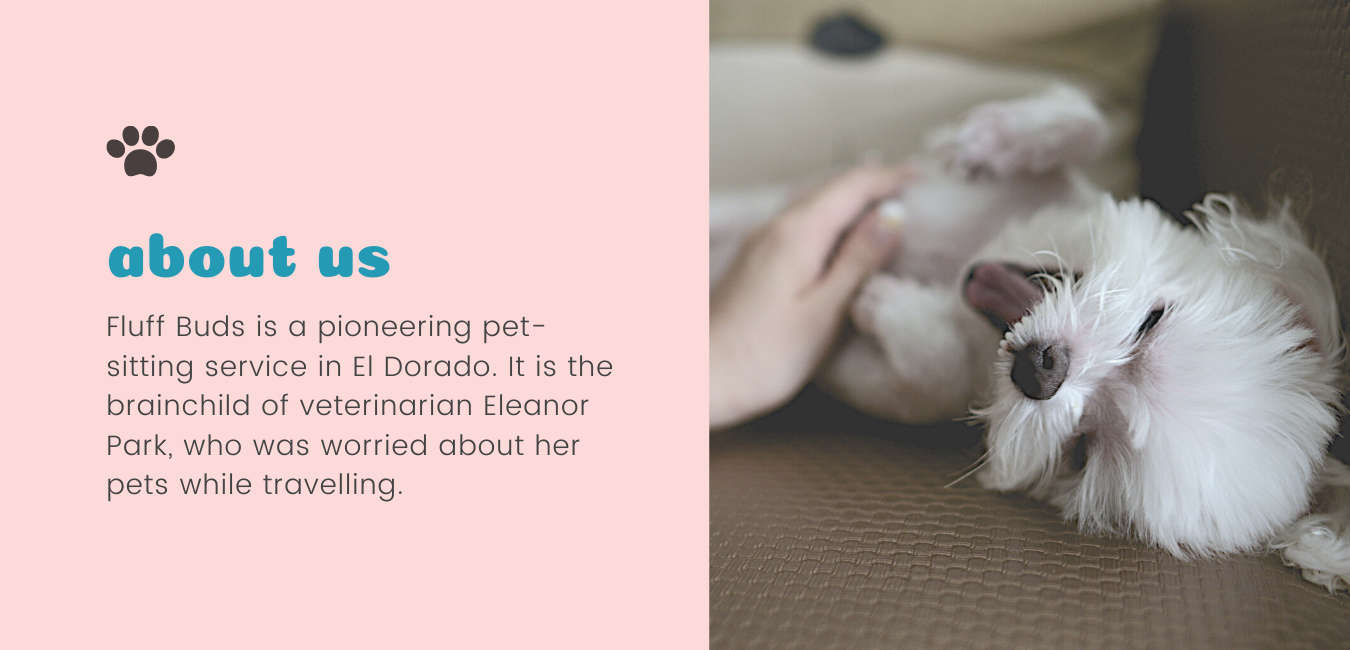 about us
Fluff Buds is a pioneering pet-
sitting service in El Dorado. It is the
brainchild of veterinarian Eleanor
Park, who was worried about her
pets while travelling.